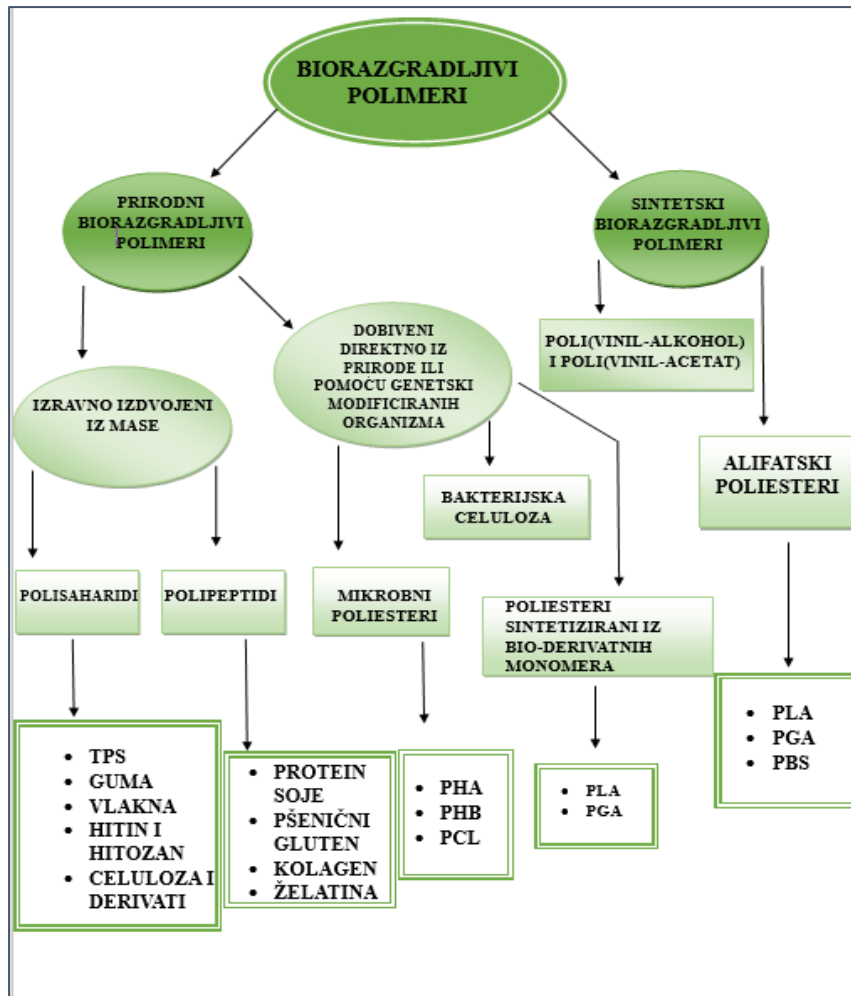 BIORAZGRADLJIVI
POLIMERI
PRIRODNI
BIORAZGRADLJIVI
POLIMERI
SINTETSKI
BIORAZGRADLJIVI
POLIMERI
IZRAVNO IZDVOJENI
IZ MASE
DOBIVENI
DIREKTNO IZ
PRIRODE ILI
POMOĆU GENETSKI
MODIFICIRANIH
ORGANIZMA
POLI(VINIL-ALKOHOL)
I POLI(VINIL-ACETAT)
BAKTERIJSKA
CELULOZA
ALIFATSKI
POLIESTERI
POLISAHARIDI
POLIPEPTIDI
MIKROBNI
POLIESTERI
POLIESTERI
SINTETIZIRANI IZ
BIO-DERIVATNIH
MONOMERA
• TPS
• GUMA
• VLAKNA
• HITIN I
HITOZAN
• CELULOZA I
DERIVATI
• PROTEIN
SOJE
• PŠENIČNI
GLUTEN
• KOLAGEN
• ŽELATINA
• PHA
• PHB
• PCL
• PLA
• PGA
• PLA
• PGA
• PBS